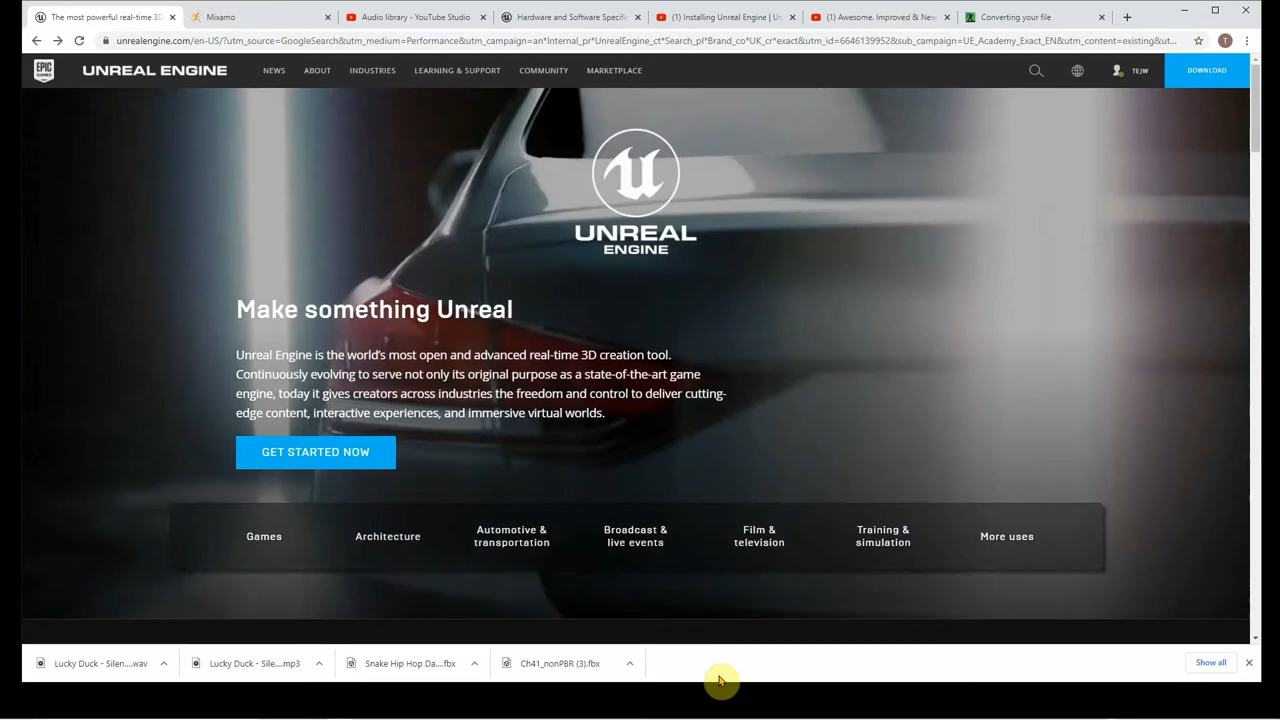 The most powerful real-time 3D
Mixamo
Audio library - YouTube Studio
Hardware and Software Specific
(1) Installing Unreal Engine | Un
(1) Awesome. Improved & New
Converting your file
unrealengine.com/en-US/?utm_source=GoogleSearch&utm_medium=Performance&utm_campaign=an*Internal_pr*UnrealEngine_ct*Search_pl*Brand_co*UK_cr*exact&utm_id=6646139952&sub_campaign=UE_Academy_Exact_EN&utm_content=existing&ut...
T
EPIC GAMES
UNREAL ENGINE
NEWS
ABOUT
INDUSTRIES
LEARNING & SUPPORT
COMMUNITY
MARKETPLACE
TEJW
DOWNLOAD
UNREAL
ENGINE
Make something Unreal
Unreal Engine is the world's most open and advanced real-time 3D creation tool.
Continuously evolving to serve not only its original purpose as a state-of-the-art game
engine, today it gives creators across industries the freedom and control to deliver cutting-
edge content, interactive experiences, and immersive virtual worlds.
GET STARTED NOW
Games
Architecture
Automotive &
transportation
Broadcast &
live events
Film &
television
Training &
simulation
More uses
Lucky Duck - Silen....wav
Lucky Duck - Sile....mp3
Snake Hip Hop Da....fbx
Ch41_nonPBR (3).fbx
Show all